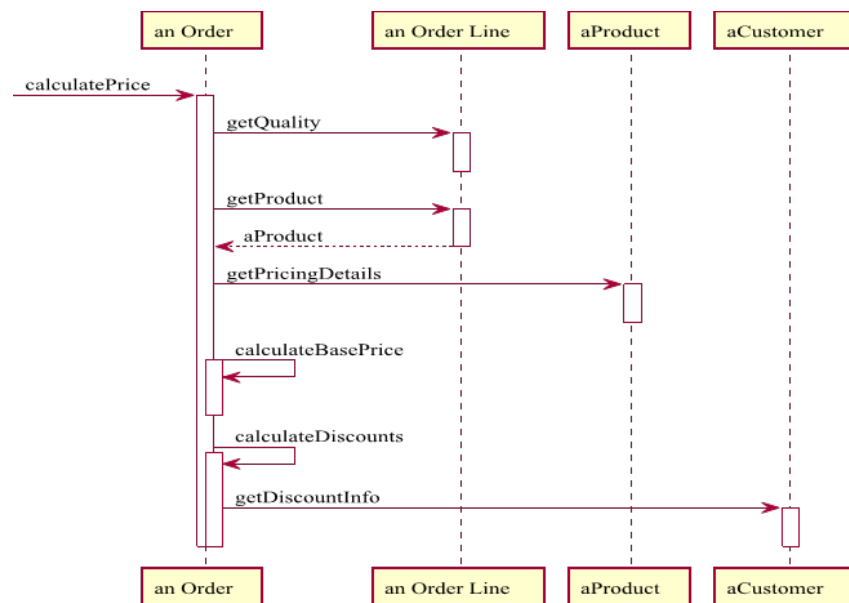 an Order an Order Line aProduct aCustomer
calculatePrice
getQuality
getProduct
aProduct
getPricingDetails
calculateBasePrice
calculateDiscounts
getDiscountInfo
an Order an Order Line aProduct aCustomer